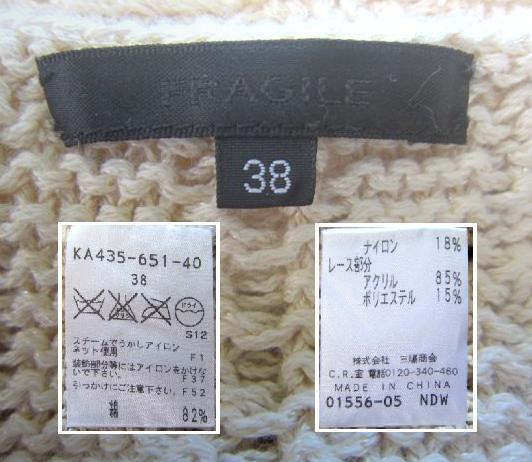 FRAGILE
38
KA435-651-40
38
ドライ
S12
スチームでうかしアイロン
ネット使用 F1
装飾部分等にはアイロンをかけな
いで下さい。 F37
引っかけにご注意下さい。F52
綿 82%
ナイロン 18%
レース部分
アクリル 85%
ポリエステル 15%
株式会社 三陽商会
C.R.室 電話0120-340-460
MADE IN CHINA
01556-05 NDW